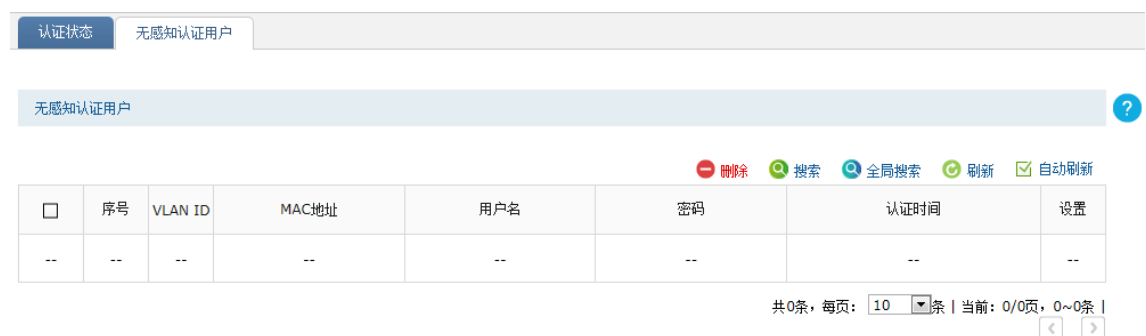 认证状态 无感知认证用户
无感知认证用户 ?
删除 搜索 全局搜索 刷新 自动刷新
序号 VLAN ID MAC地址 用户名 密码 认证时间 设置
-- -- -- -- -- -- -- --
共0条，每页： 10 条 | 当前：0/0页，0~0条 |
< >